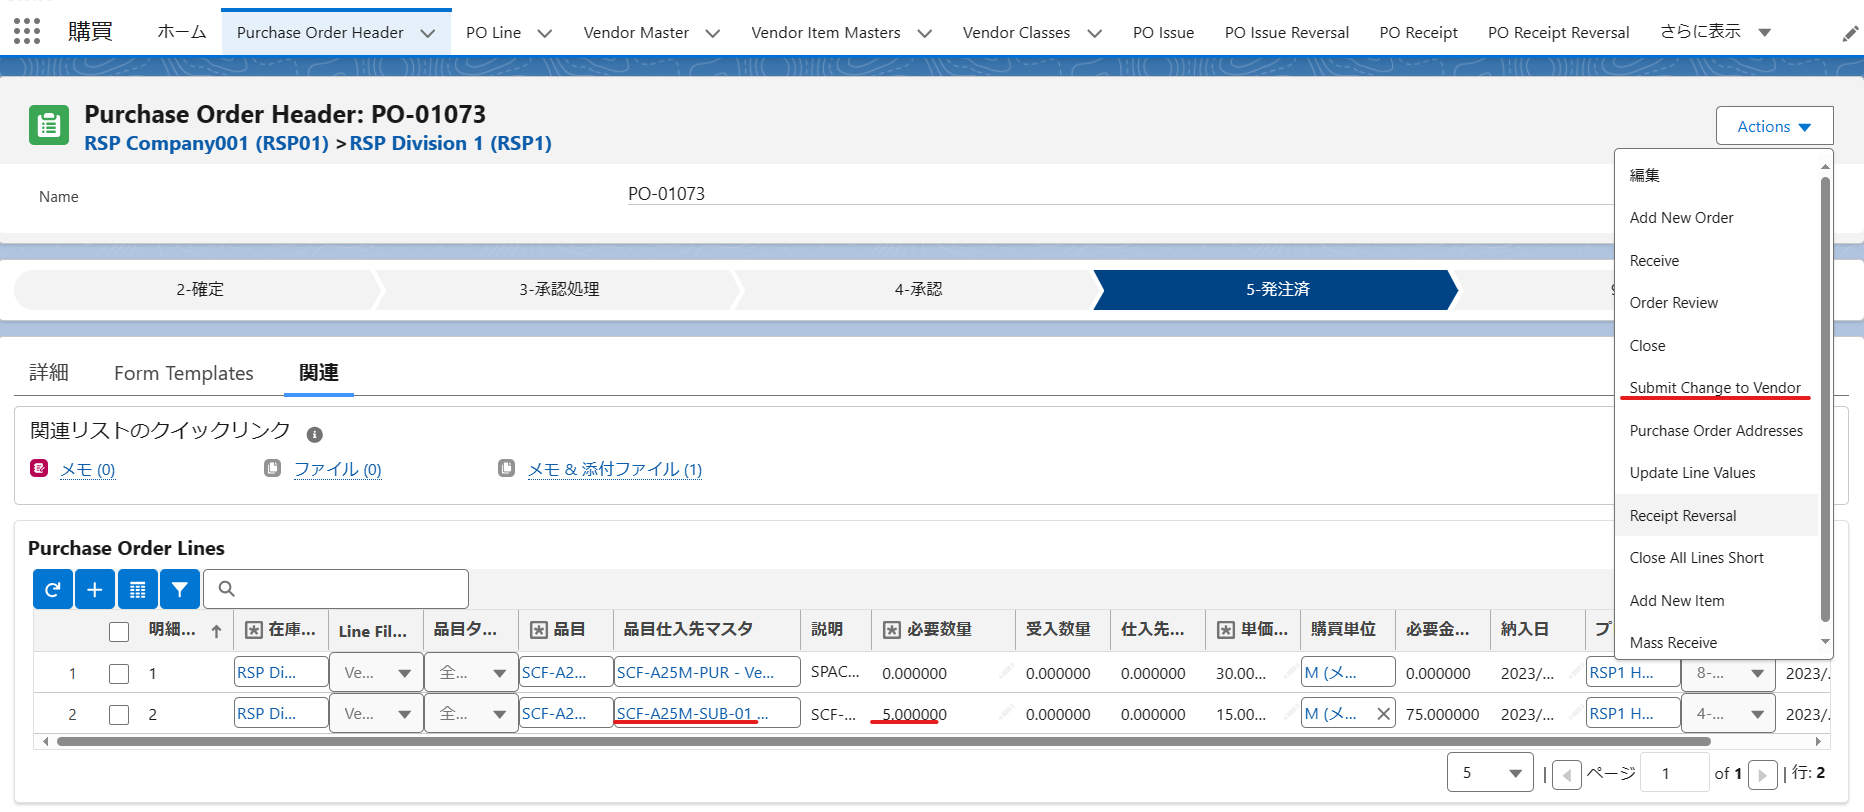 購買 ホーム Purchase Order Header PO Line Vendor Master Vendor Item Masters Vendor Classes PO Issue PO Issue Reversal PO Receipt PO Receipt Reversal さらに表示
Purchase Order Header: PO-01073
RSP Company001 (RSP01) > RSP Division 1 (RSP1)
Actions
Name PO-01073
編集
Add New Order
Receive
Order Review
Close
Submit Change to Vendor
Purchase Order Addresses
Update Line Values
Receipt Reversal
Close All Lines Short
Add New Item
Mass Receive
2-確定 3-承認処理 4-承認 5-発注済
詳細 Form Templates 関連
関連リストのクイックリンク
メモ (0) ファイル (0) メモ & 添付ファイル (1)
Purchase Order Lines
明細... 在庫... Line Fil... 品目タ... 品目 品目仕入先マスタ 説明 必要数量 受入数量 仕入先... 単価... 購買単位 必要金... 納入日 プ
1 1 RSP Di... Ve... 全... SCF-A2... SCF-A25M-PUR - Ve... SPAC... 0.000000 0.000000 0.000000 30.00... M (メ... 0.000000 2023/... RSP1 H... 8-... 2023/.
2 2 RSP Di... Ve... 全... SCF-A2... SCF-A25M-SUB-01 ... SCF-... 5.000000 0.000000 0.000000 15.00... M (メ... 75.000000 2023/... RSP1 H... 4-... 2023/.
5 | ページ 1 of 1 | 行: 2